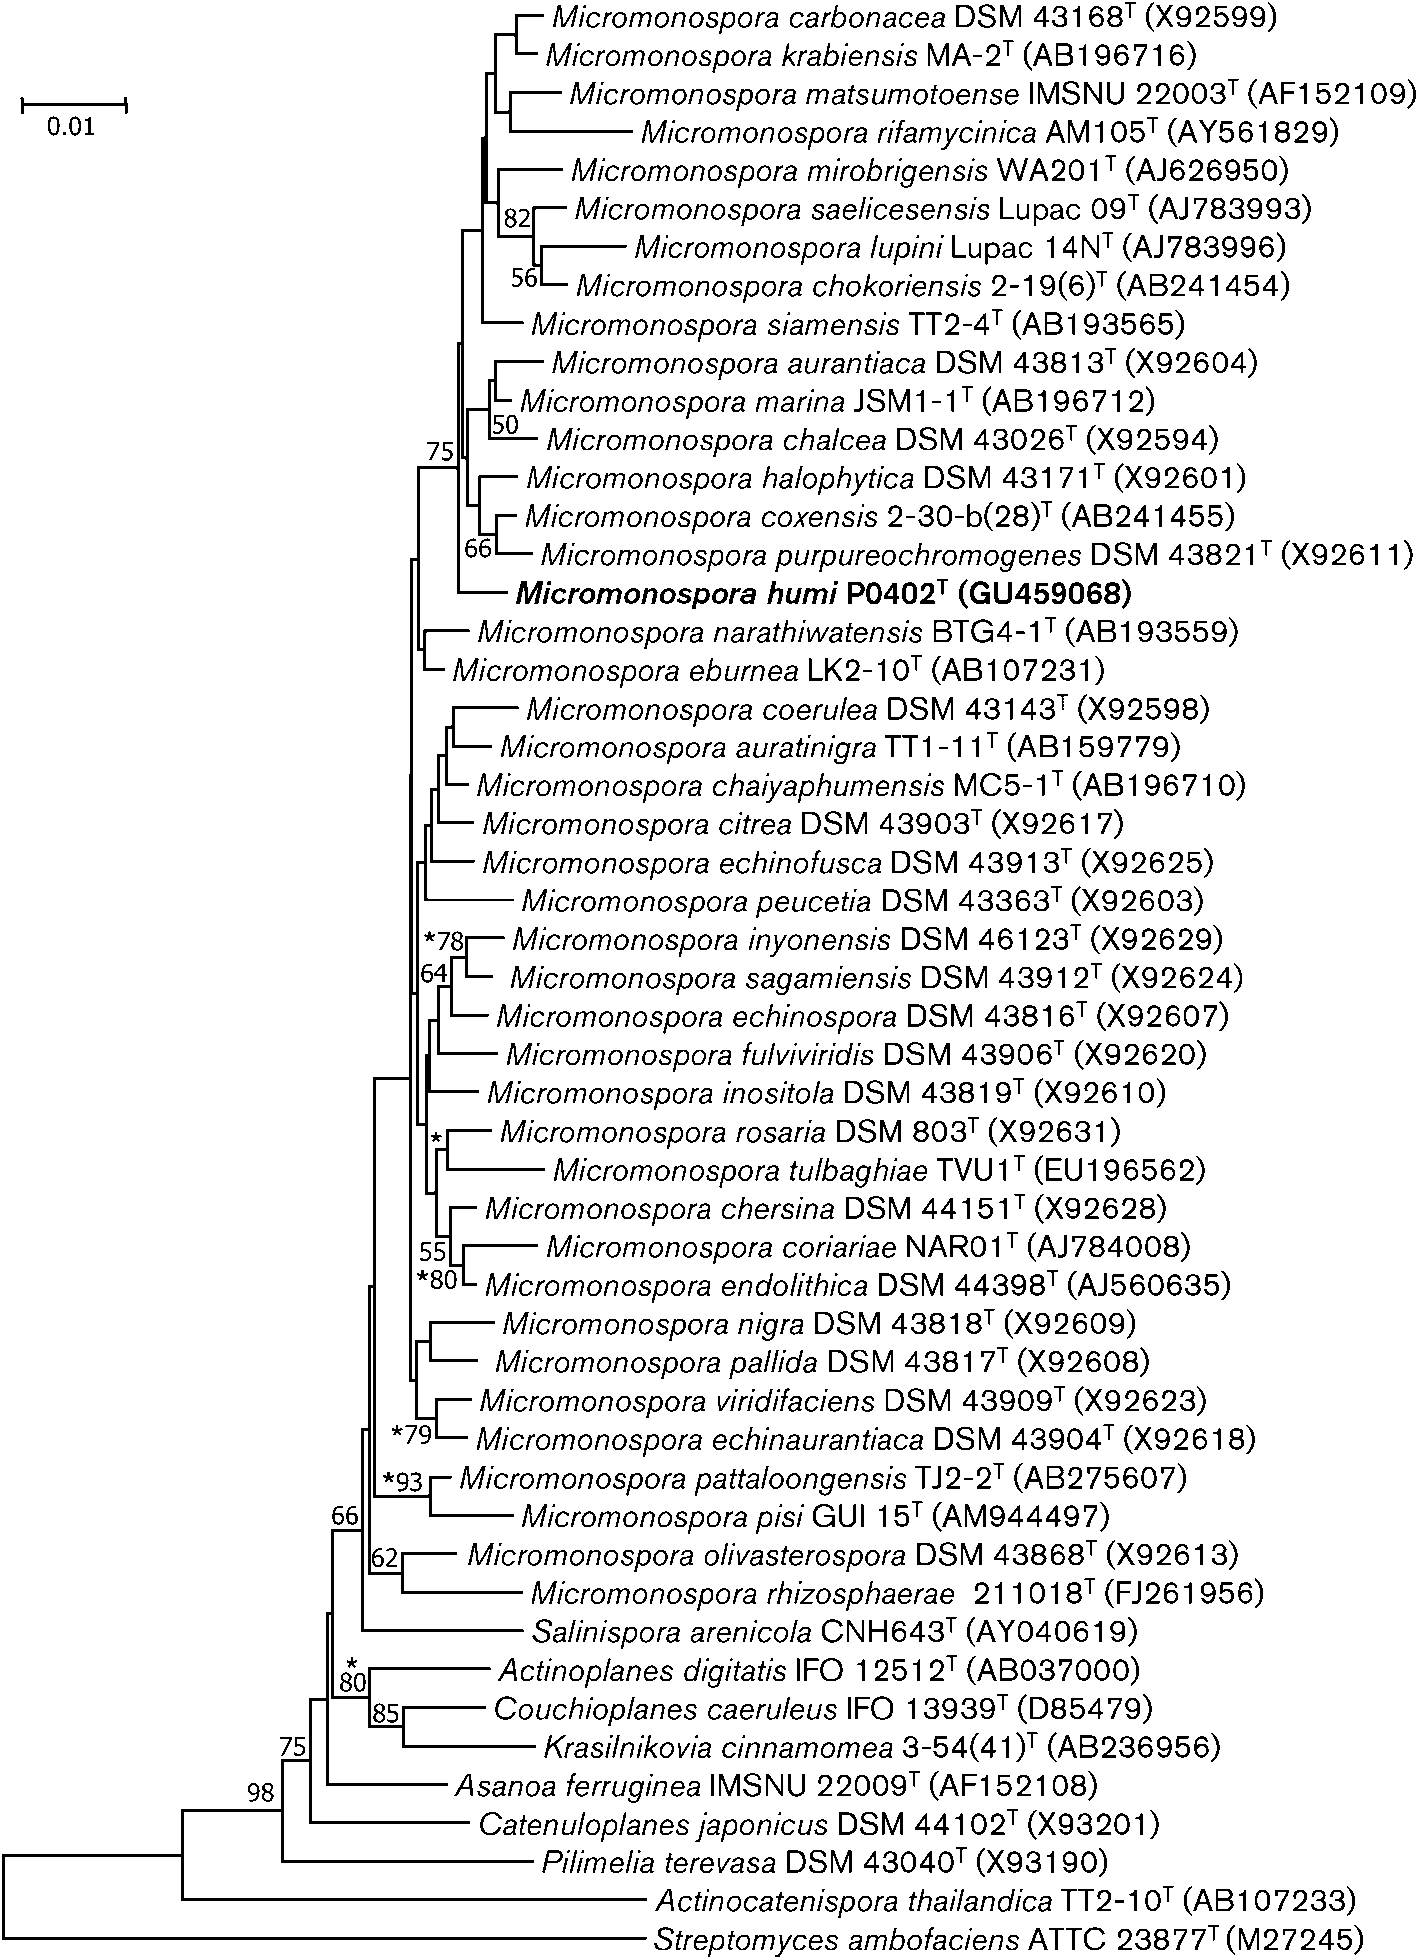 Micromonospora carbonacea DSM 43168T (X92599)
Micromonospora krabiensis MA-2T (AB196716)
Micromonospora matsumotoense IMSNU 22003T (AF152109)
0.01
Micromonospora rifamycinica AM105T (AY561829)
Micromonospora mirobrigensis WA201T (AJ626950)
82
Micromonospora saelicesensis Lupac 09T (AJ783993)
Micromonospora lupini Lupac 14NT (AJ783996)
56
Micromonospora chokoriensis 2-19(6)T (AB241454)
Micromonospora siamensis TT2-4T (AB193565)
Micromonospora aurantiaca DSM 43813T (X92604)
Micromonospora marina JSM1-1T (AB196712)
50
Micromonospora chalcea DSM 43026T (X92594)
75
Micromonospora halophytica DSM 43171T (X92601)
Micromonospora coxensis 2-30-b(28)T (AB241455)
66
Micromonospora purpureochromogenes DSM 43821T (X92611)
Micromonospora humi P0402T (GU459068)
Micromonospora narathiwatensis BTG4-1T (AB193559)
Micromonospora eburnea LK2-10T (AB107231)
Micromonospora coerulea DSM 43143T (X92598)
Micromonospora auratinigra TT1-11T (AB159779)
Micromonospora chaiyaphumensis MC5-1T (AB196710)
Micromonospora citrea DSM 43903T (X92617)
Micromonospora echinofusca DSM 43913T (X92625)
Micromonospora peucetia DSM 43363T (X92603)
*78
Micromonospora inyonensis DSM 46123T (X92629)
64
Micromonospora sagamiensis DSM 43912T (X92624)
Micromonospora echinospora DSM 43816T (X92607)
Micromonospora fulviviridis DSM 43906T (X92620)
Micromonospora inositola DSM 43819T (X92610)
*
Micromonospora rosaria DSM 803T (X92631)
Micromonospora tulbaghiae TVU1T (EU196562)
Micromonospora chersina DSM 44151T (X92628)
55
Micromonospora coriariae NAR01T (AJ784008)
*80
Micromonospora endolithica DSM 44398T (AJ560635)
Micromonospora nigra DSM 43818T (X92609)
Micromonospora pallida DSM 43817T (X92608)
Micromonospora viridifaciens DSM 43909T (X92623)
*79
Micromonospora echinaurantiaca DSM 43904T (X92618)
*93
Micromonospora pattaloongensis TJ2-2T (AB275607)
66
Micromonospora pisi GUI 15T (AM944497)
62
Micromonospora olivasterospora DSM 43868T (X92613)
Micromonospora rhizosphaerae 211018T (FJ261956)
Salinispora arenicola CNH643T (AY040619)
*
80
Actinoplanes digitatis IFO 12512T (AB037000)
85
Couchioplanes caeruleus IFO 13939T (D85479)
75
Krasilnikovia cinnamomea 3-54(41)T (AB236956)
98
Asanoa ferruginea IMSNU 22009T (AF152108)
Catenuloplanes japonicus DSM 44102T (X93201)
Pilimelia terevasa DSM 43040T (X93190)
Actinocatenispora thailandica TT2-10T (AB107233)
Streptomyces ambofaciens ATTC 23877T (M27245)